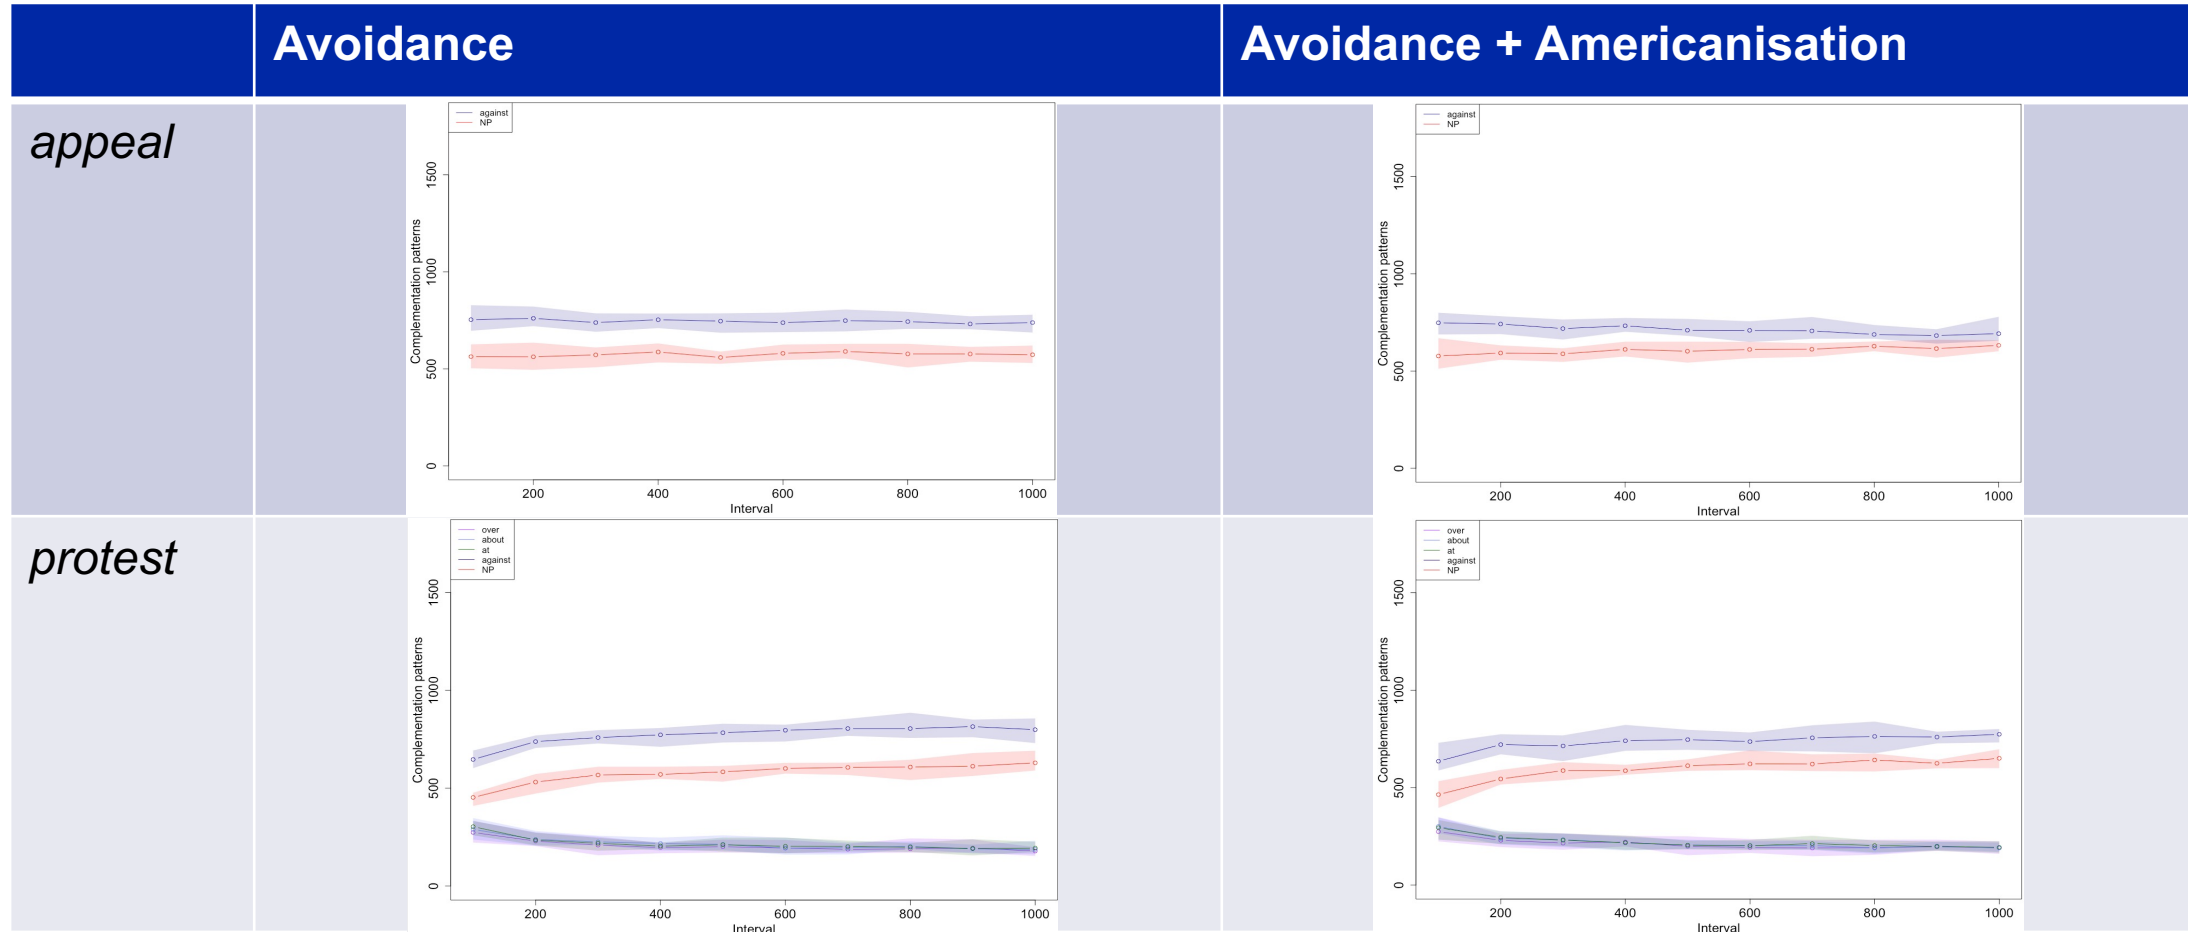 Avoidance
Avoidance + Americanisation
appeal
against
NP
Complementation patterns
1500
1000
500
0
200 400 600 800 1000
Interval
against
NP
Complementation patterns
1500
1000
500
0
200 400 600 800 1000
Interval
protest
over
about
at
against
NP
Complementation patterns
1500
1000
500
0
200 400 600 800 1000
Interval
over
about
at
against
NP
Complementation patterns
1500
1000
500
0
200 400 600 800 1000
Interval